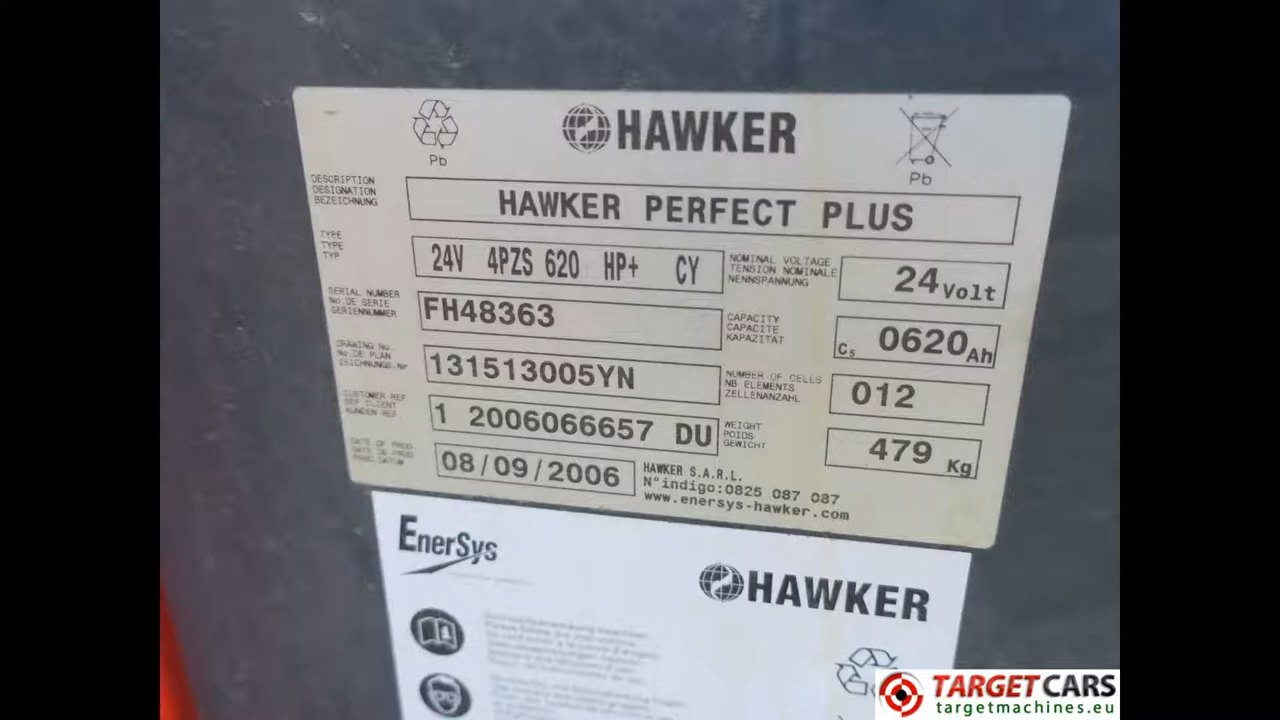 HAWKER
Pb
Pb
DESCRIPTION
DESIGNATION
BEZEICHNUNG
HAWKER PERFECT PLUS
TYPE
TYPE
TYP
24V 4PZS 620 HP+ CY
NOMINAL VOLTAGE
TENSION NOMINALE
NENNSPANNUNG
24 Volt
SERIAL NUMBER
No.DE SERIE
SERIENNUMMER
FH48363
CAPACITY
CAPACITE
KAPAZITAT
C5 0620 Ah
DRAWING No.
No.DE PLAN
ZEICHNUNGS.Nr
131513005YN
NUMBER OF CELLS
NB ELEMENTS
ZELLENANZAHL
012
CUSTOMER REF
REF.CLIENT
KUNDEN REF.
1 2006066657 DU
WEIGHT
POIDS
GEWICHT
479 Kg
DATE OF PROD
DATE DE PROD
PROD DATUM
08/09/2006
HAWKER S.A.R.L.
N°indigo:0825 087 087
www.enersys-hawker.com
EnerSys
HAWKER
TARGETCARS
targetmachines.eu